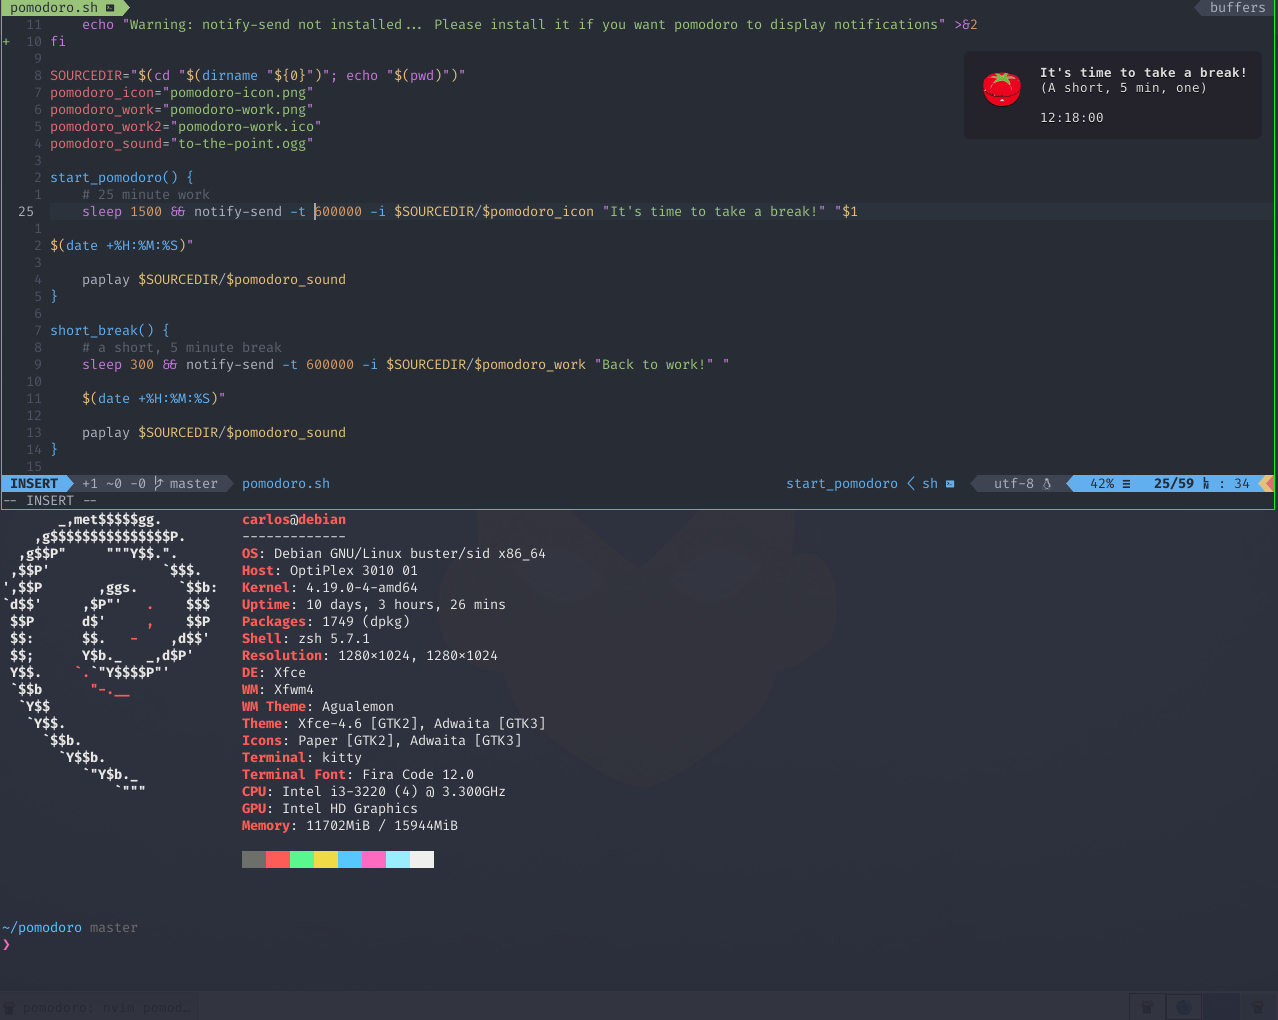 pomodoro.sh
buffers
11 echo "Warning: notify-send not installed... Please install it if you want pomodoro to display notifications" >&2
+ 10 fi
9
8 SOURCEDIR="$(cd "$(dirname "${0}")"; echo "$(pwd)")"
7 pomodoro_icon="pomodoro-icon.png"
6 pomodoro_work="pomodoro-work.png"
5 pomodoro_work2="pomodoro-work.ico"
4 pomodoro_sound="to-the-point.ogg"
3
2 start_pomodoro() {
1 # 25 minute work
25 sleep 1500 && notify-send -t 600000 -i $SOURCEDIR/$pomodoro_icon "It's time to take a break!" "$1
1
2 $(date +%H:%M:%S)"
3
4 paplay $SOURCEDIR/$pomodoro_sound
5 }
6
7 short_break() {
8 # a short, 5 minute break
9 sleep 300 && notify-send -t 600000 -i $SOURCEDIR/$pomodoro_work "Back to work!" "
10
11 $(date +%H:%M:%S)"
12
13 paplay $SOURCEDIR/$pomodoro_sound
14 }
15
It's time to take a break!
(A short, 5 min, one)
12:18:00
INSERT +1 ~0 -0 master pomodoro.sh start_pomodoro < sh utf-8 42% ≡ 25/59 : 34
-- INSERT --
_,met$$$$$gg.
,g$$$$$$$$$$$$$$$P.
,g$$P"     """Y$$.".
,$$P'              `$$$.
',$$P       ,ggs.     `$$b:
`d$$'     ,$P"'   .    $$$
$$P      d$'     ,    $$P
$$:      $$.   -    ,d$$'
$$;      Y$b._   _,d$P'
Y$$.    `.`"Y$$$$P"'
`$$b      "-.__
`Y$$
`Y$$.
`$$b.
`Y$$b.
`"Y$b._
`"""
carlos@debian
-------------
OS: Debian GNU/Linux buster/sid x86_64
Host: OptiPlex 3010 01
Kernel: 4.19.0-4-amd64
Uptime: 10 days, 3 hours, 26 mins
Packages: 1749 (dpkg)
Shell: zsh 5.7.1
Resolution: 1280×1024, 1280×1024
DE: Xfce
WM: Xfwm4
WM Theme: Agualemon
Theme: Xfce-4.6 [GTK2], Adwaita [GTK3]
Icons: Paper [GTK2], Adwaita [GTK3]
Terminal: kitty
Terminal Font: Fira Code 12.0
CPU: Intel i3-3220 (4) @ 3.300GHz
GPU: Intel HD Graphics
Memory: 11702MiB / 15944MiB
~/pomodoro master
❯
pomodoro: nvim pomod...